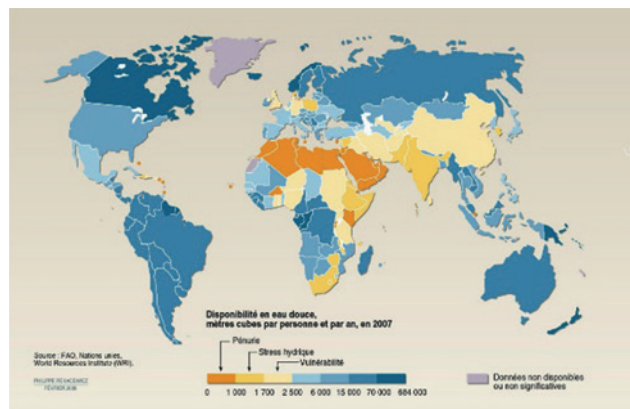 Disponibilité en eau douce,
mètres cubes par personne et par an, en 2007
Pénurie
Stress hydrique
Vulnérabilité
0 1 000 1 700 2 500 6 000 15 000 70 000 684 000
Données non disponibles
ou non significatives
Source : FAO, Nations unies,
World Resources Institute (WRI).
PHILIPPE REKACEWICZ
FÉVRIER 2008